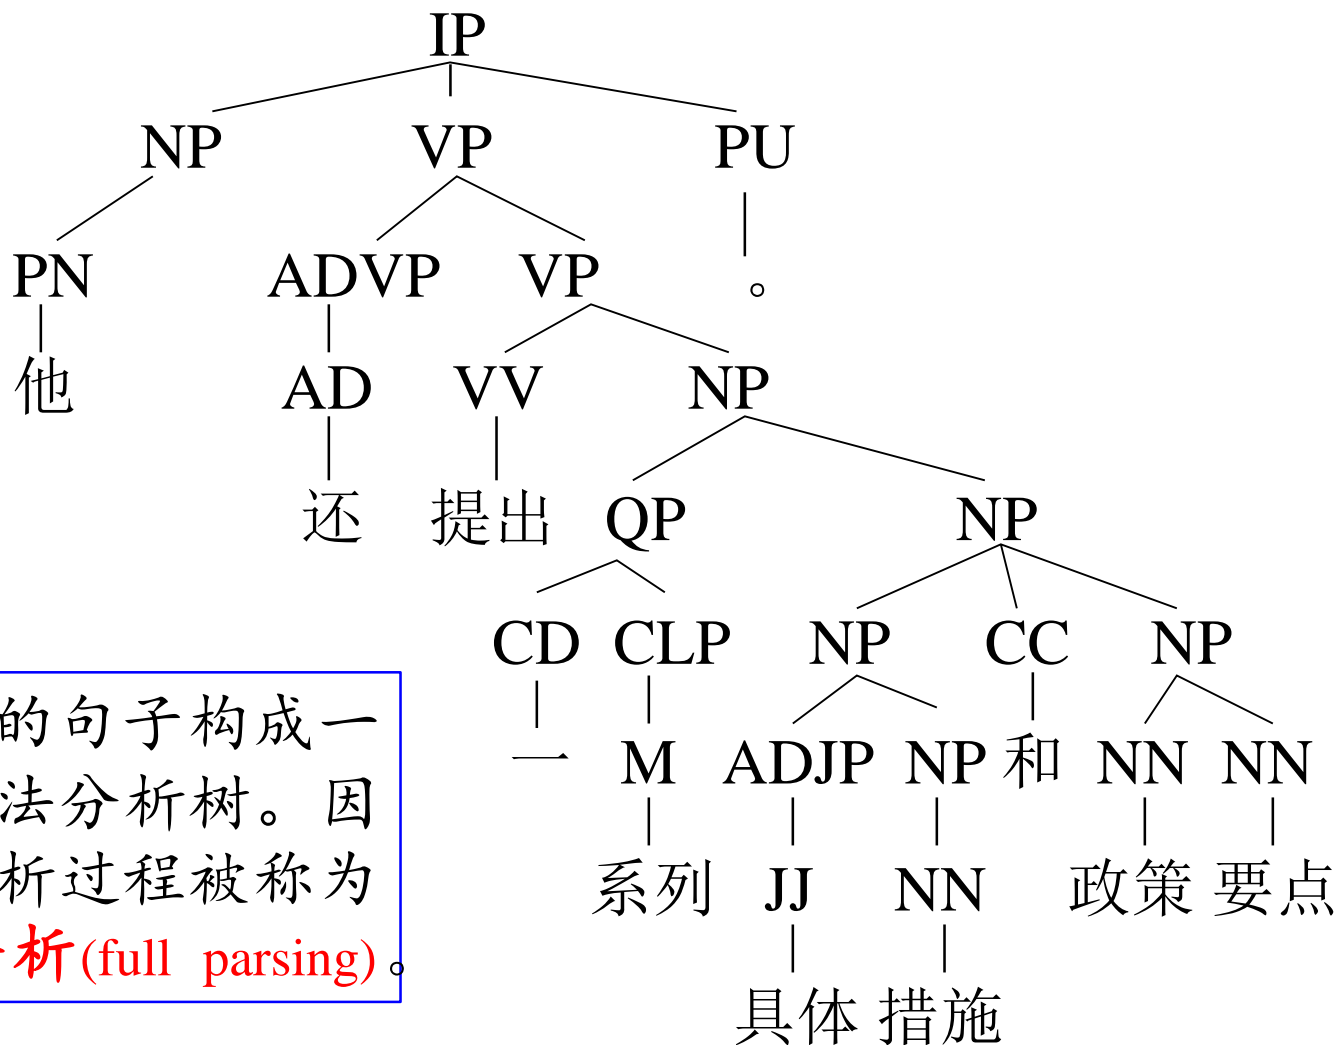 IP
NP VP PU
PN ADVP VP 。
他 AD VV NP
还 提出 QP NP
CD CLP NP CC NP
一 M ADJP NP 和 NN NN
系列 JJ NN 政策 要点
具体 措施
的句子构成一
法分析树。因
析过程被称为
析(full parsing)。